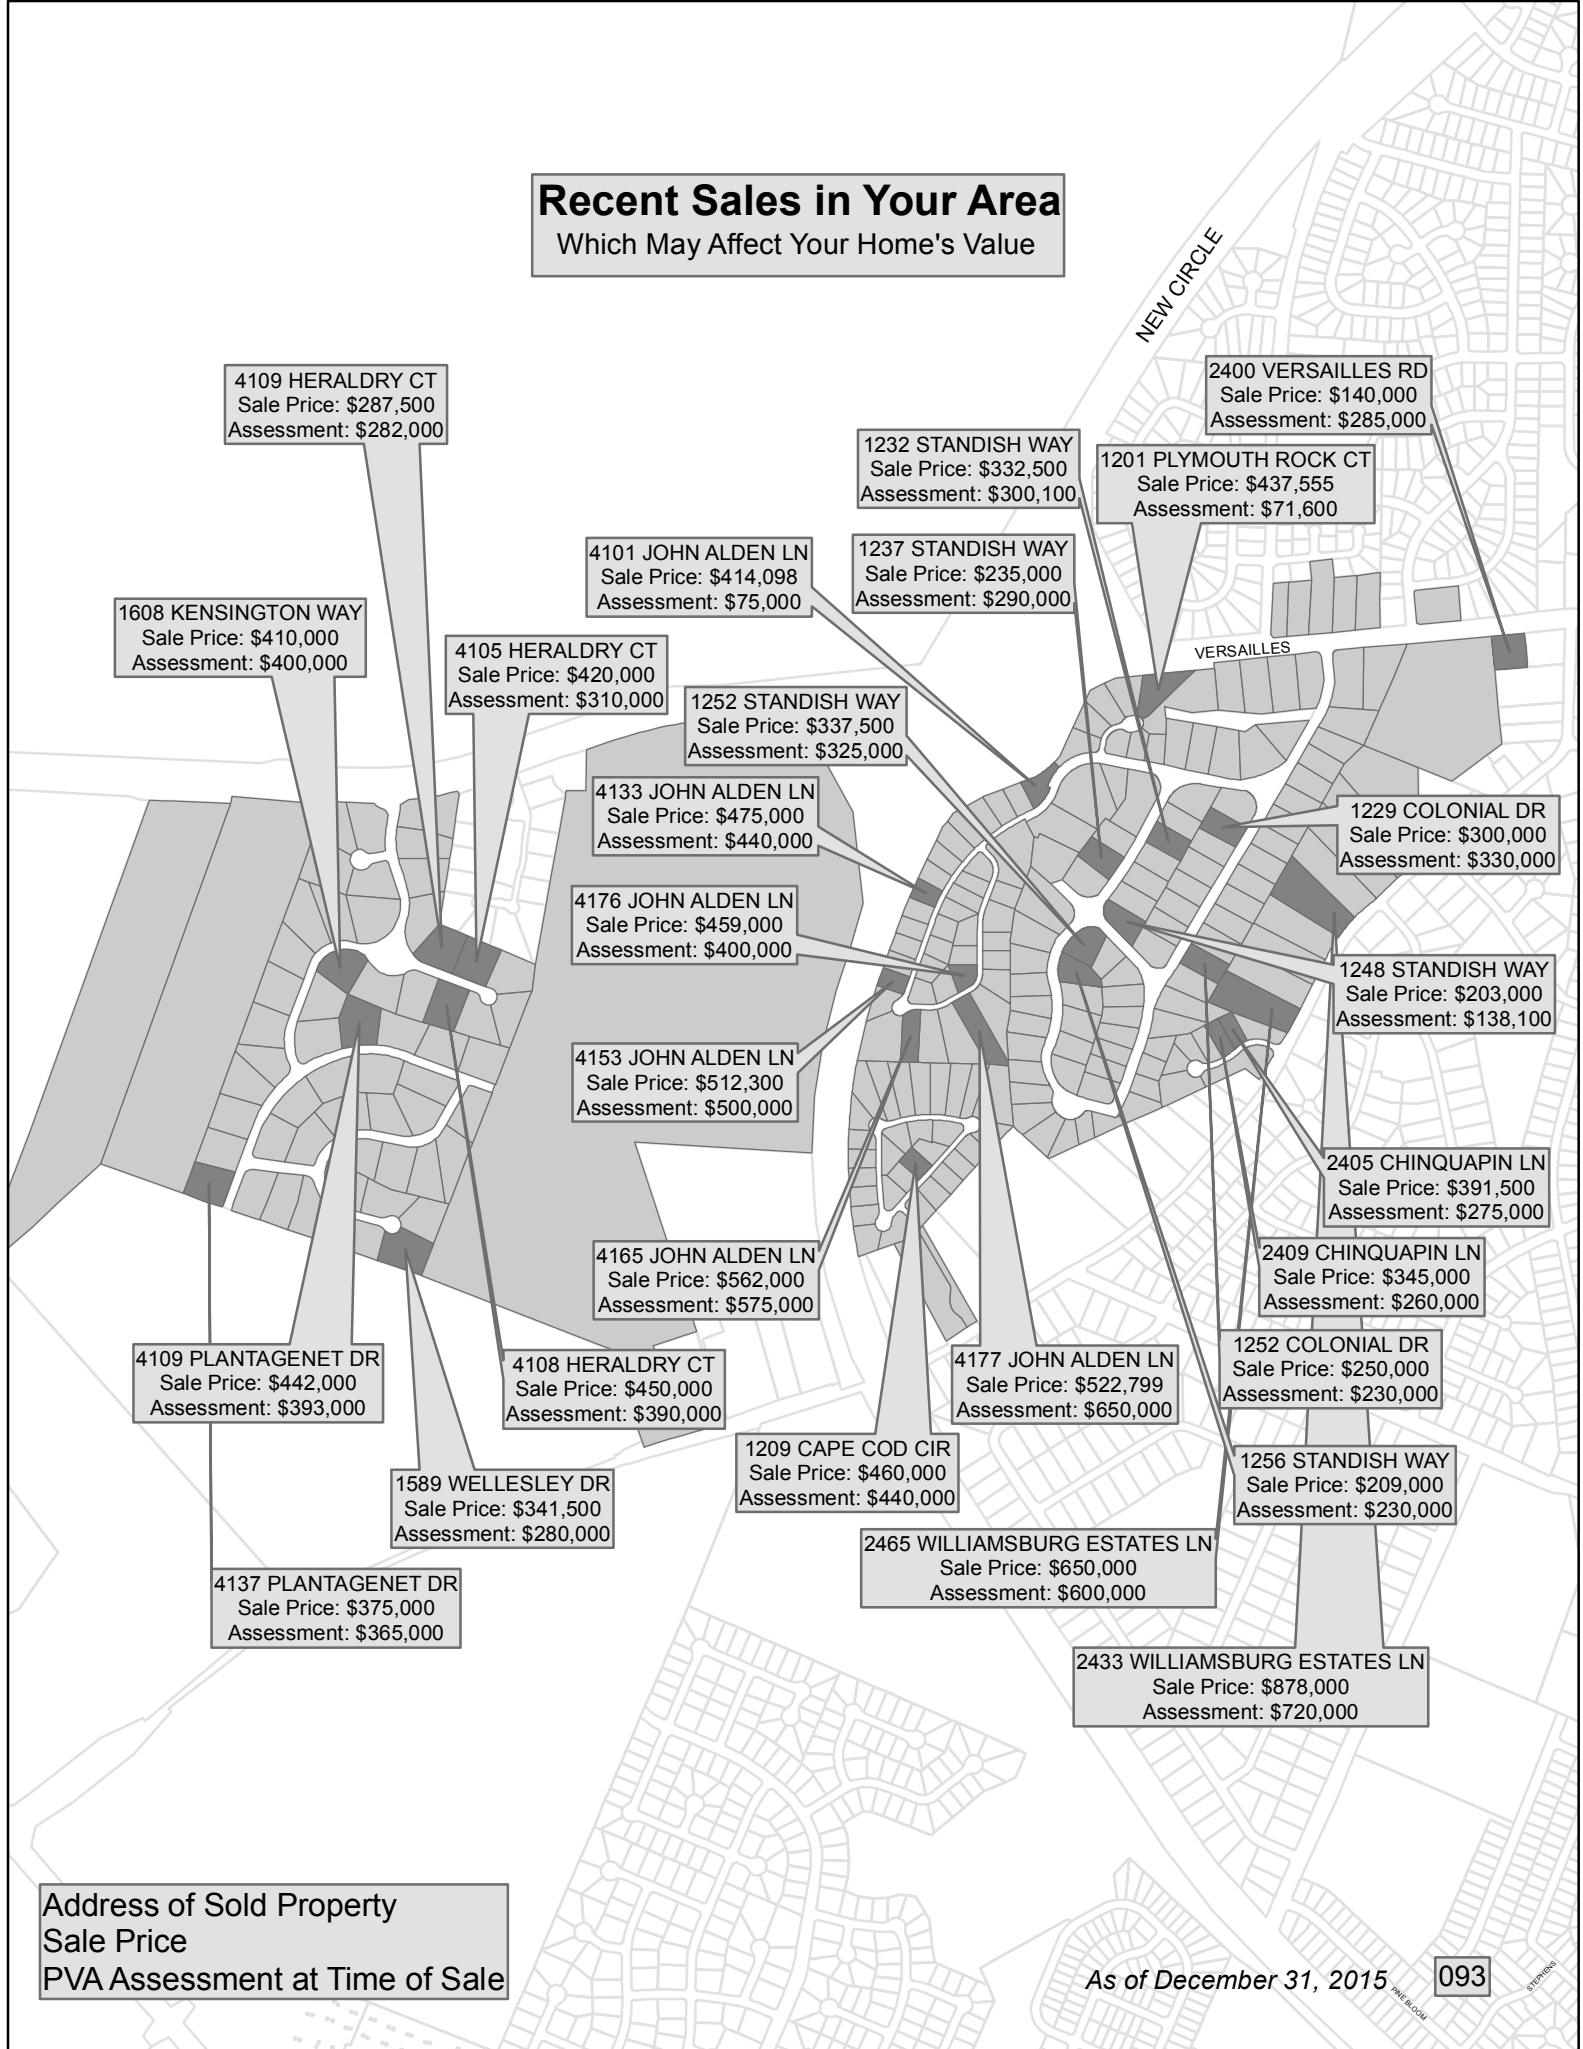 Recent Sales in Your Area
Which May Affect Your Home's Value
NEW CIRCLE
2400 VERSAILLES RD
Sale Price: $140,000
Assessment: $285,000
4109 HERALDRY CT
Sale Price: $287,500
Assessment: $282,000
1232 STANDISH WAY
Sale Price: $332,500
Assessment: $300,100
1201 PLYMOUTH ROCK CT
Sale Price: $437,555
Assessment: $71,600
4101 JOHN ALDEN LN
Sale Price: $414,098
Assessment: $75,000
1237 STANDISH WAY
Sale Price: $235,000
Assessment: $290,000
1608 KENSINGTON WAY
Sale Price: $410,000
Assessment: $400,000
4105 HERALDRY CT
Sale Price: $420,000
Assessment: $310,000
VERSAILLES
1252 STANDISH WAY
Sale Price: $337,500
Assessment: $325,000
4133 JOHN ALDEN LN
Sale Price: $475,000
Assessment: $440,000
1229 COLONIAL DR
Sale Price: $300,000
Assessment: $330,000
4176 JOHN ALDEN LN
Sale Price: $459,000
Assessment: $400,000
1248 STANDISH WAY
Sale Price: $203,000
Assessment: $138,100
4153 JOHN ALDEN LN
Sale Price: $512,300
Assessment: $500,000
2405 CHINQUAPIN LN
Sale Price: $391,500
Assessment: $275,000
4165 JOHN ALDEN LN
Sale Price: $562,000
Assessment: $575,000
2409 CHINQUAPIN LN
Sale Price: $345,000
Assessment: $260,000
4109 PLANTAGENET DR
Sale Price: $442,000
Assessment: $393,000
4108 HERALDRY CT
Sale Price: $450,000
Assessment: $390,000
4177 JOHN ALDEN LN
Sale Price: $522,799
Assessment: $650,000
1252 COLONIAL DR
Sale Price: $250,000
Assessment: $230,000
1209 CAPE COD CIR
Sale Price: $460,000
Assessment: $440,000
1256 STANDISH WAY
Sale Price: $209,000
Assessment: $230,000
1589 WELLESLEY DR
Sale Price: $341,500
Assessment: $280,000
2465 WILLIAMSBURG ESTATES LN
Sale Price: $650,000
Assessment: $600,000
4137 PLANTAGENET DR
Sale Price: $375,000
Assessment: $365,000
2433 WILLIAMSBURG ESTATES LN
Sale Price: $878,000
Assessment: $720,000
Address of Sold Property
Sale Price
PVA Assessment at Time of Sale
As of December 31, 2015
093
PINE BLOOM
STEPHENS